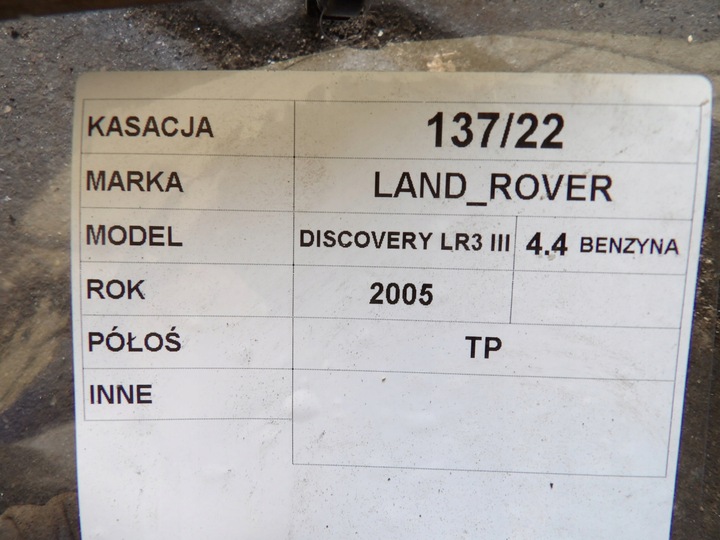 KASACJA 137/22
MARKA LAND_ROVER
MODEL DISCOVERY LR3 III 4.4 BENZYNA
ROK 2005
PÓŁOŚ TP
INNE